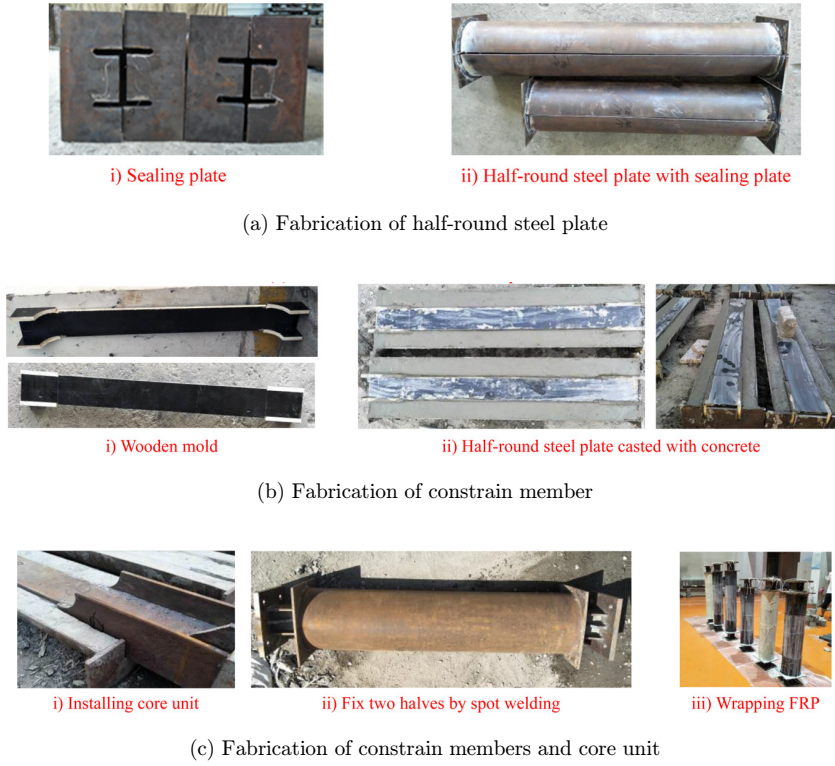 i) Sealing plate
ii) Half-round steel plate with sealing plate
(a) Fabrication of half-round steel plate
i) Wooden mold
ii) Half-round steel plate casted with concrete
(b) Fabrication of constrain member
i) Installing core unit
ii) Fix two halves by spot welding
iii) Wrapping FRP
(c) Fabrication of constrain members and core unit